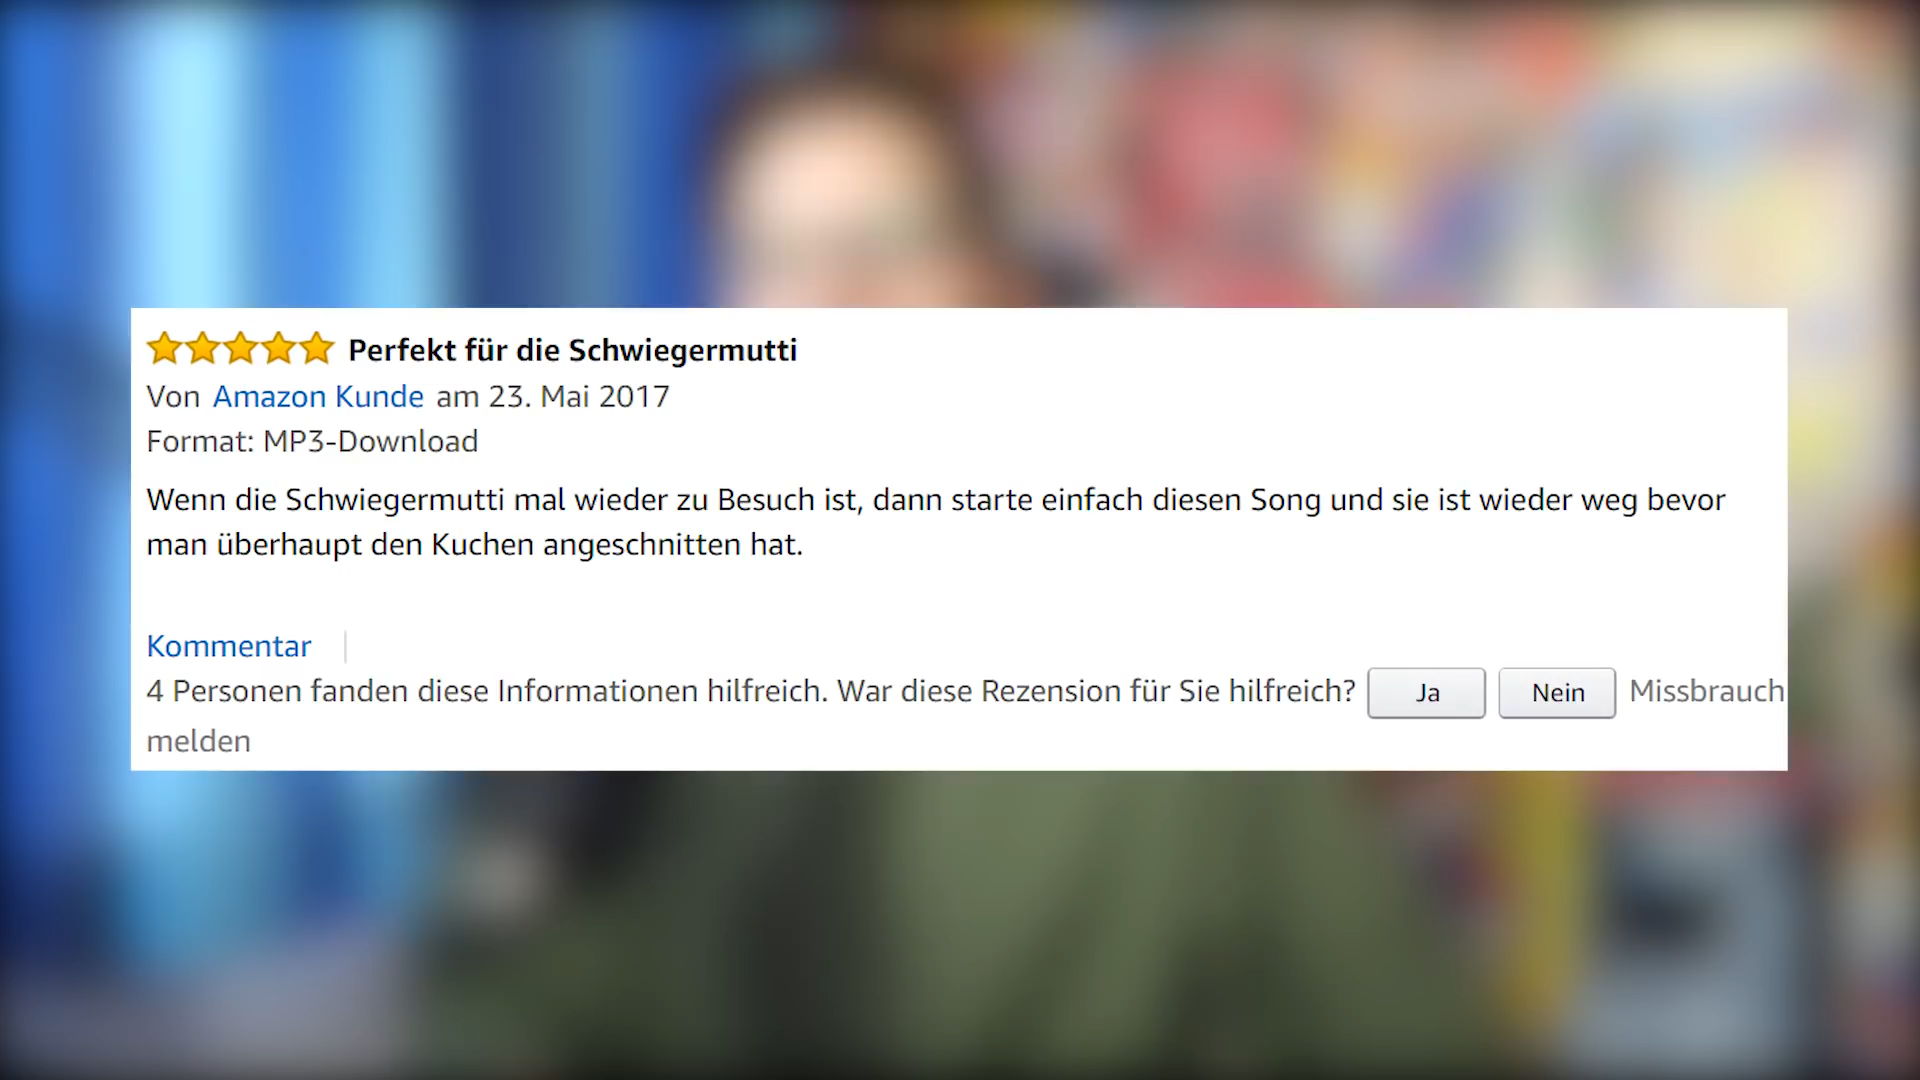 Perfekt für die Schwiegermutti
Von Amazon Kunde am 23. Mai 2017
Format: MP3-Download
Wenn die Schwiegermutti mal wieder zu Besuch ist, dann starte einfach diesen Song und sie ist wieder weg bevor
man überhaupt den Kuchen angeschnitten hat.
Kommentar
4 Personen fanden diese Informationen hilfreich. War diese Rezension für Sie hilfreich? Ja Nein Missbrauch
melden